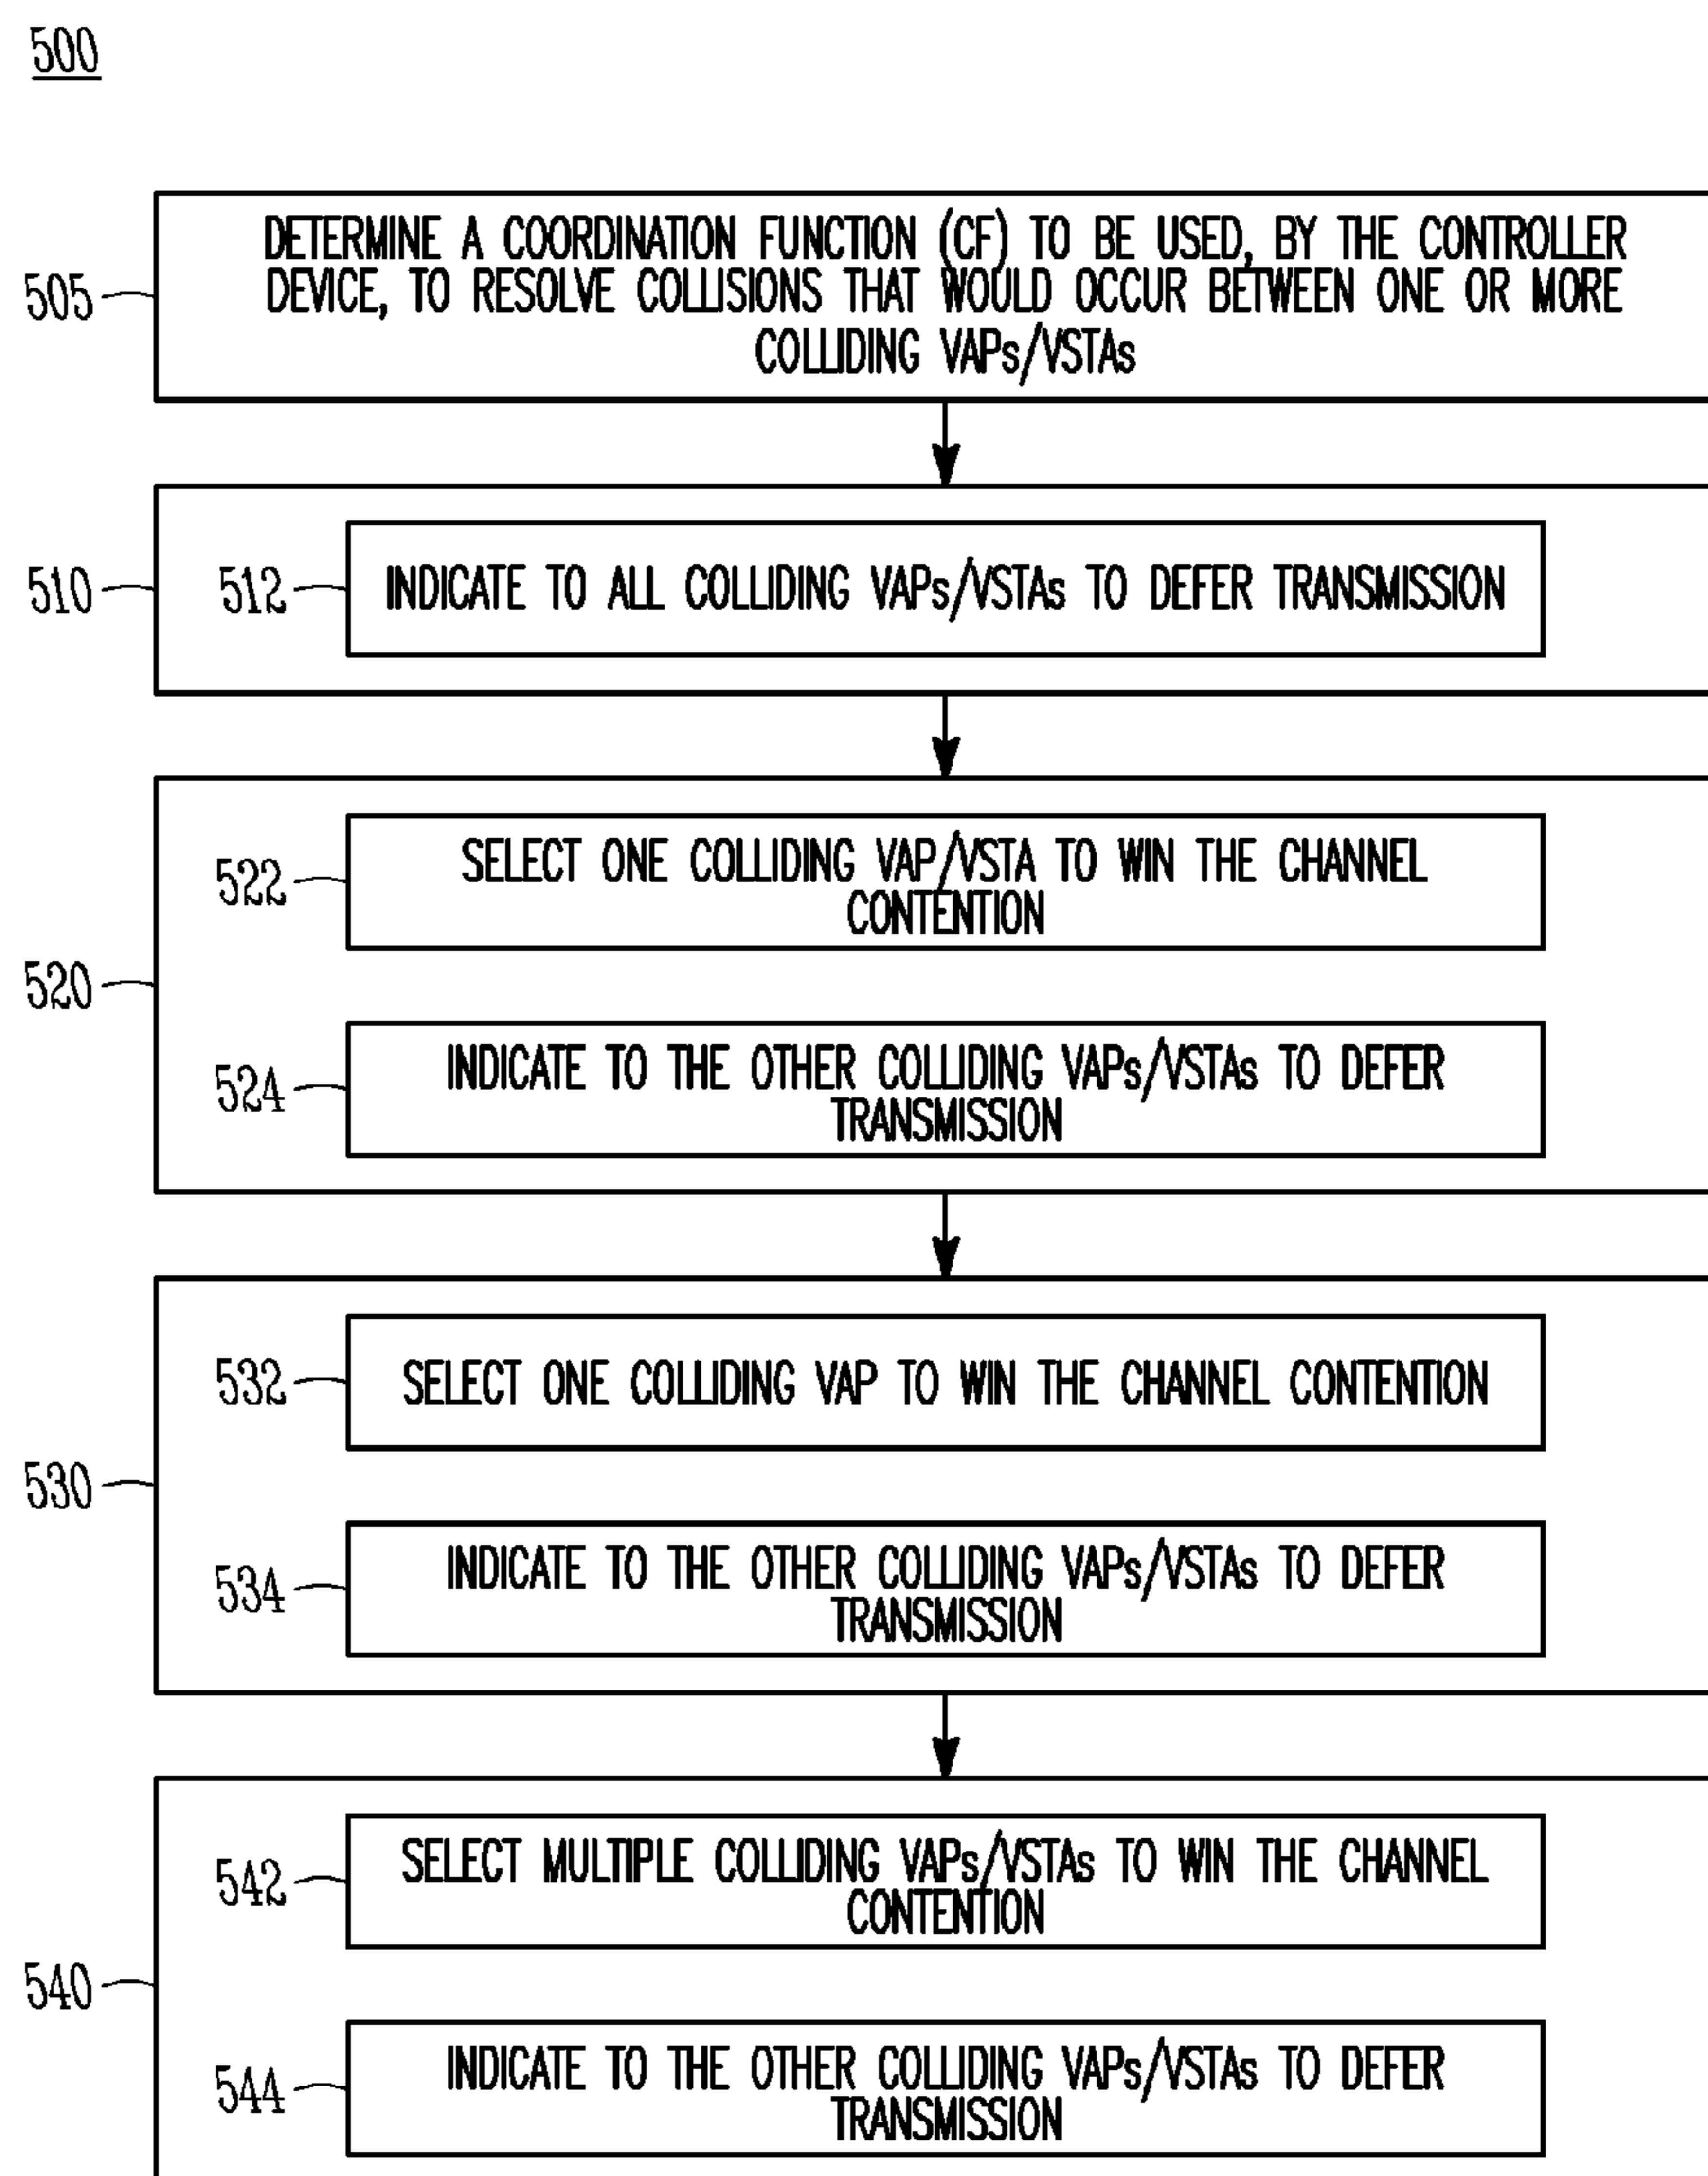 500
505
DETERMINE A COORDINATION FUNCTION (CF) TO BE USED, BY THE CONTROLLER
DEVICE, TO RESOLVE COLLISIONS THAT WOULD OCCUR BETWEEN ONE OR MORE
COLLIDING VAPs/VSTAs
510
512
INDICATE TO ALL COLLIDING VAPs/VSTAs TO DEFER TRANSMISSION
520
522
SELECT ONE COLLIDING VAP/VSTA TO WIN THE CHANNEL
CONTENTION
524
INDICATE TO THE OTHER COLLIDING VAPs/VSTAs TO DEFER
TRANSMISSION
530
532
SELECT ONE COLLIDING VAP TO WIN THE CHANNEL CONTENTION
534
INDICATE TO THE OTHER COLLIDING VAPs/VSTAs TO DEFER
TRANSMISSION
540
542
SELECT MULTIPLE COLLIDING VAPs/VSTAs TO WIN THE CHANNEL
CONTENTION
544
INDICATE TO THE OTHER COLLIDING VAPs/VSTAs TO DEFER
TRANSMISSION